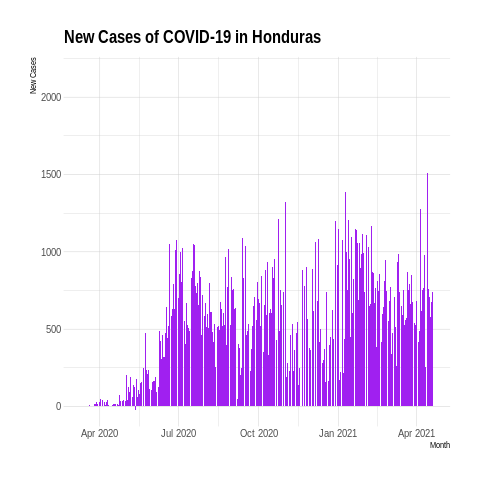 New Cases of COVID-19 in Honduras
New Cases
2000
1500
1000
500
0
Apr 2020
Jul 2020
Oct 2020
Jan 2021
Apr 2021
Month